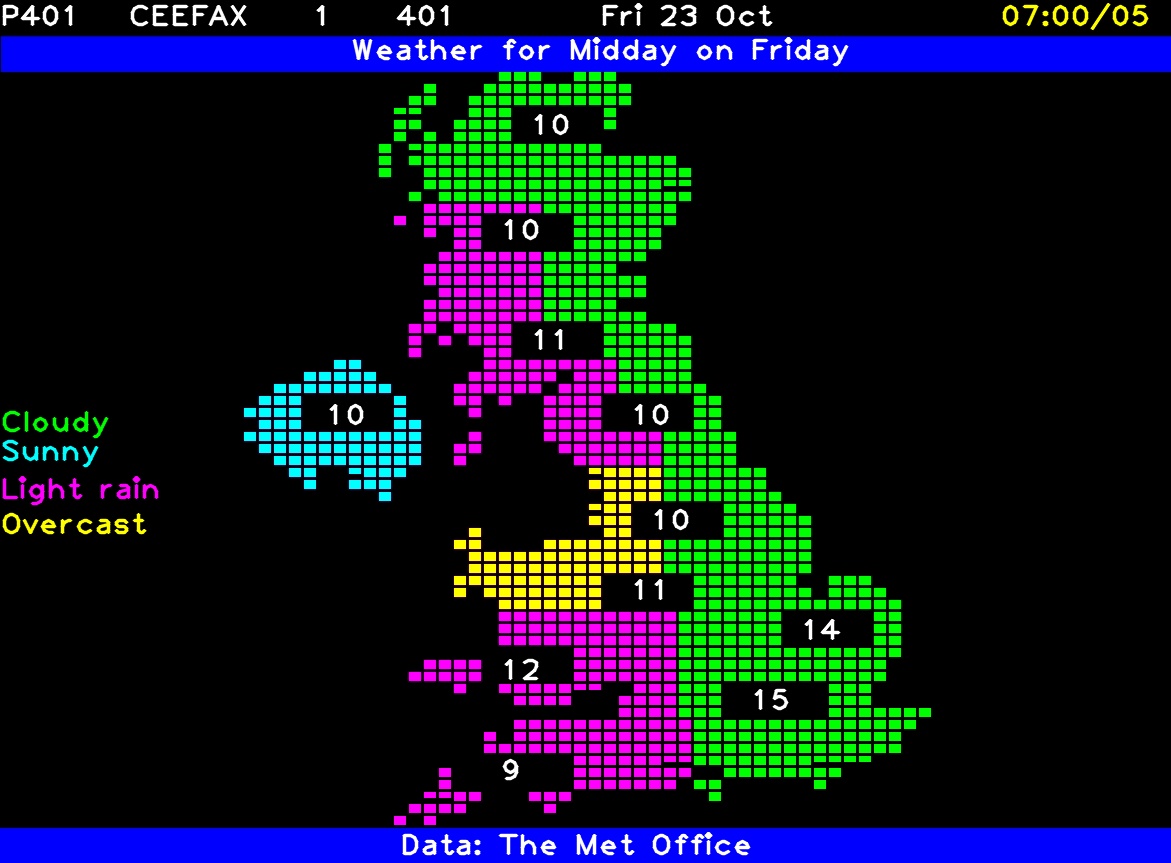 P401 CEEFAX 1 401 Fri 23 Oct 07:00/05
Weather for Midday on Friday
10
10
11
10 10
Cloudy
Sunny
Light rain
10
Overcast
11
14
12
15
9
Data: The Met Office